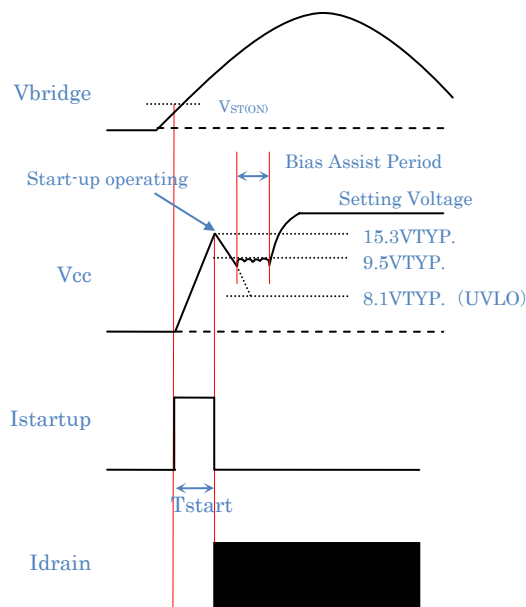 Vbridge
VST(ON)
Bias Assist Period
Start-up operating
Setting Voltage
15.3VTYP.
9.5VTYP.
Vcc
8.1VTYP. (UVLO)
Istartup
Tstart
Idrain